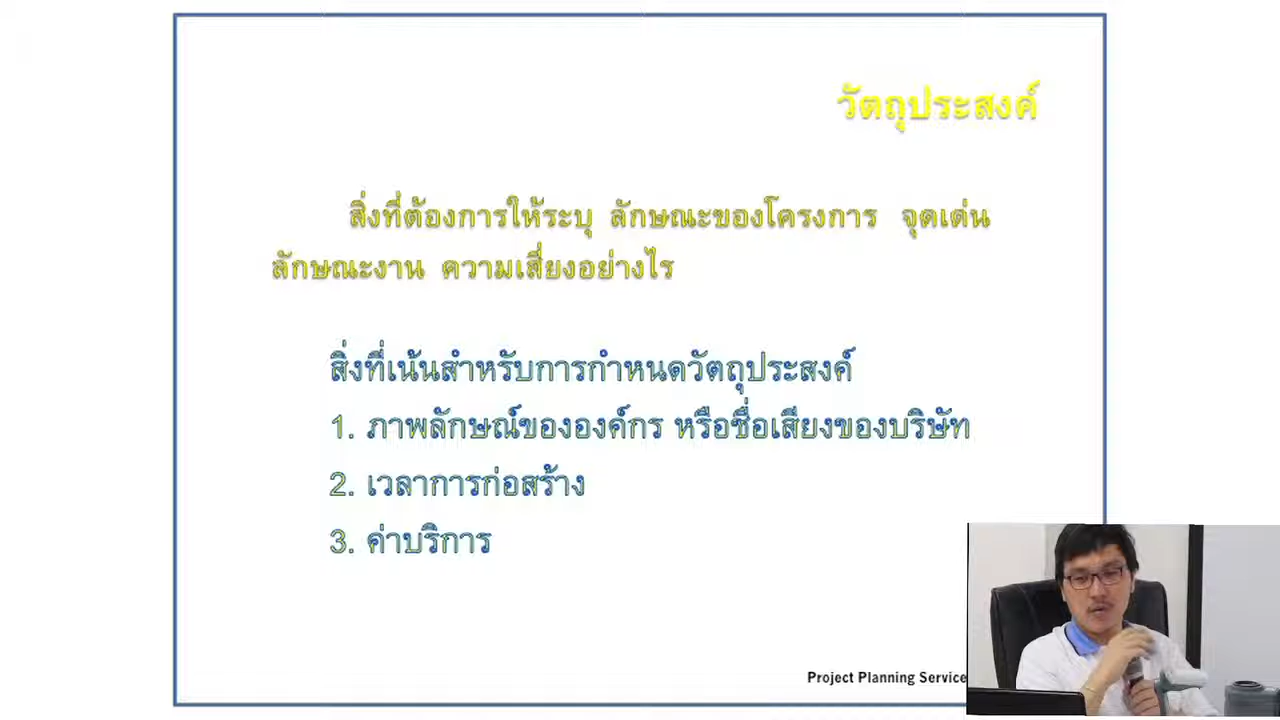 วัตถุประสงค์
สิ่งที่ต้องการให้ระบุ ลักษณะของโครงการ จุดเด่น
ลักษณะงาน ความเสี่ยงอย่างไร
สิ่งที่เน้นสำหรับการกำหนดวัตถุประสงค์
1. ภาพลักษณ์ขององค์กร หรือชื่อเสียงของบริษัท
2. เวลาการก่อสร้าง
3. ค่าบริการ
Project Planning Service